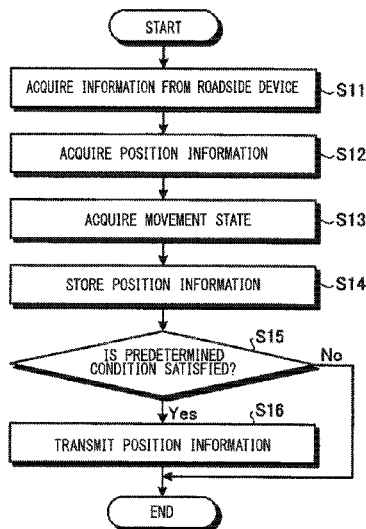 START
ACQUIRE INFORMATION FROM ROADSIDE DEVICE
S11
ACQUIRE POSITION INFORMATION
S12
ACQUIRE MOVEMENT STATE
S13
STORE POSITION INFORMATION
S14
S15
IS PREDETERMINED
CONDITION SATISFIED?
No
Yes
S16
TRANSMIT POSITION INFORMATION
END